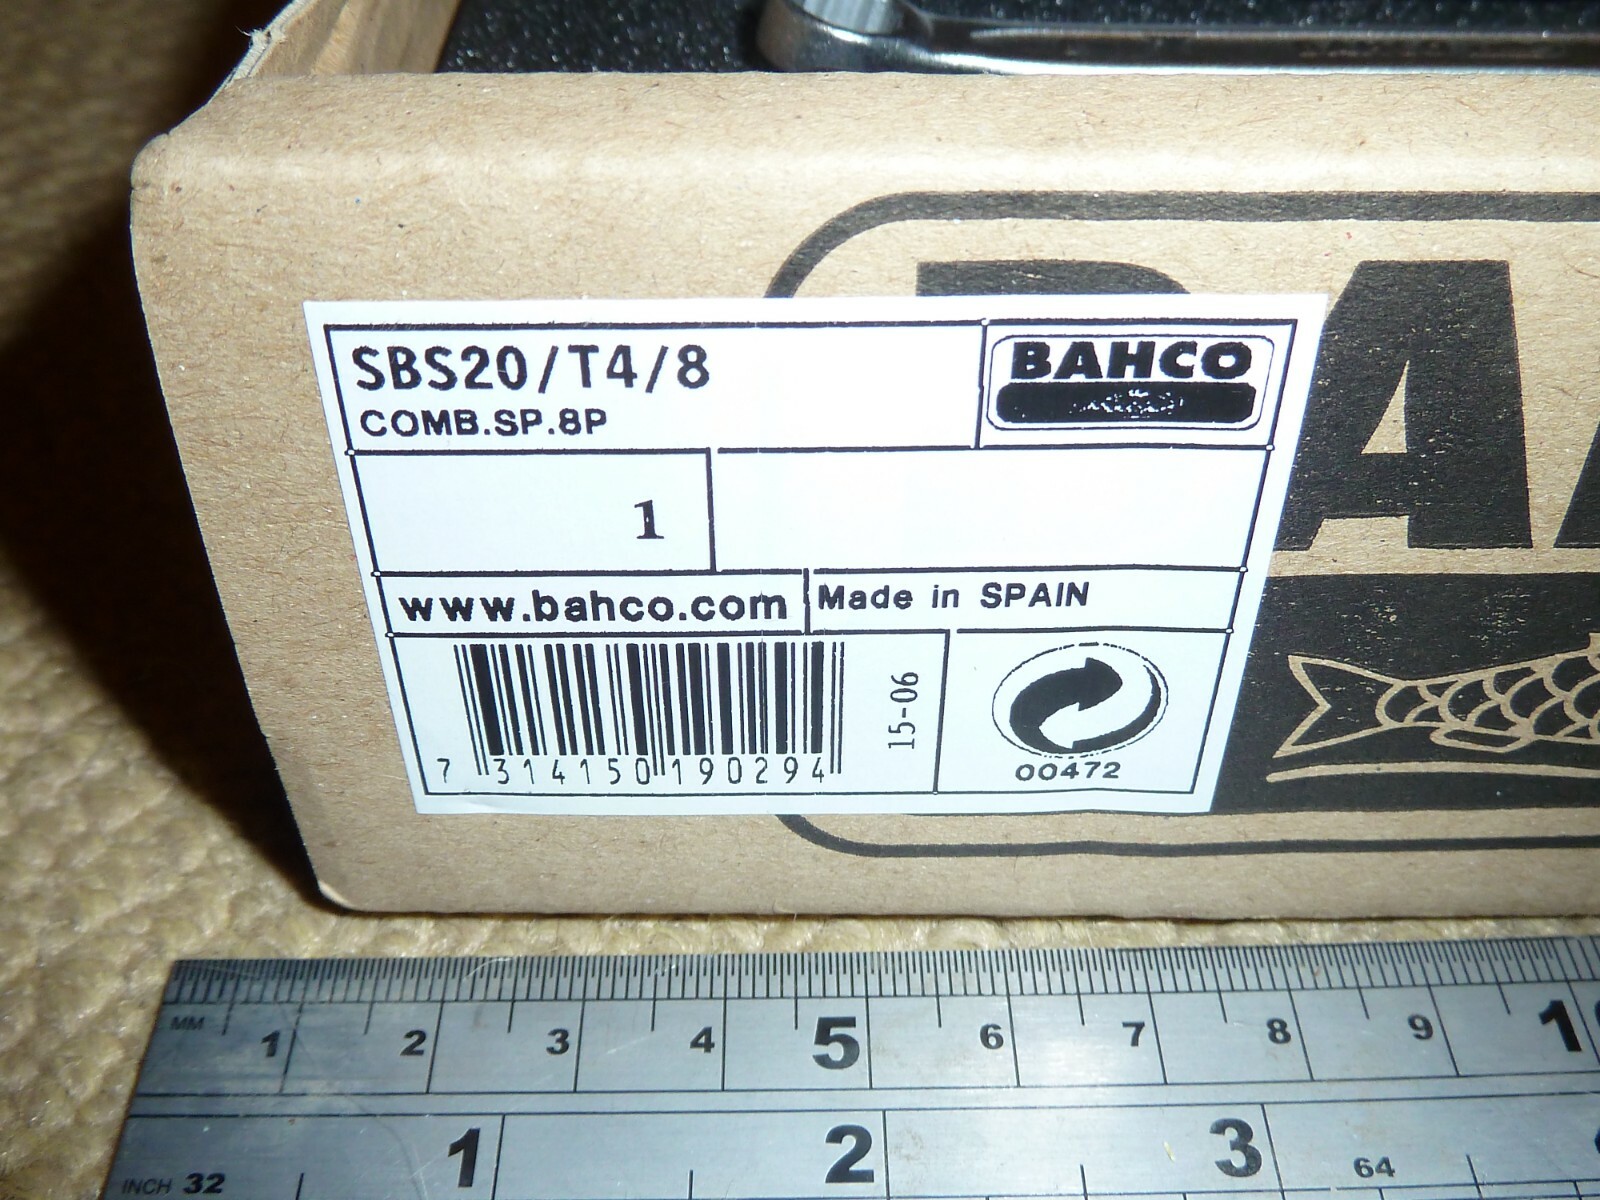 SBS20/T4/8
COMB.SP.8P
BAHCO
1
www.bahco.com
Made in SPAIN
7 314150 190294
15-06
00472
MM 1 2 3 4 5 6 7 8 9
1 2 3
INCH 32
64